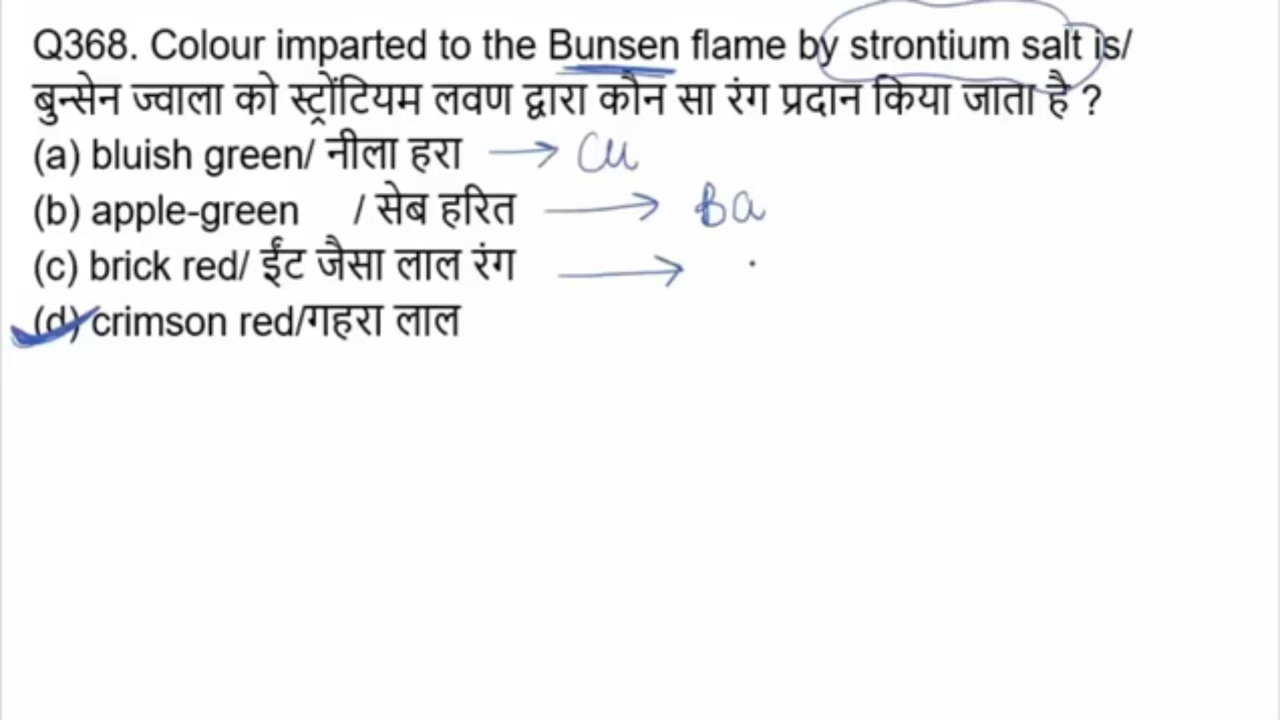 Q368. Colour imparted to the Bunsen flame by strontium salt is/
बुन्सेन ज्वाला को स्ट्रोंटियम लवण द्वारा कौन सा रंग प्रदान किया जाता है ?
(a) bluish green/ नीला हरा → Cu
(b) apple-green / सेब हरित → Ba
(c) brick red/ ईंट जैसा लाल रंग →
(d) crimson red/गहरा लाल